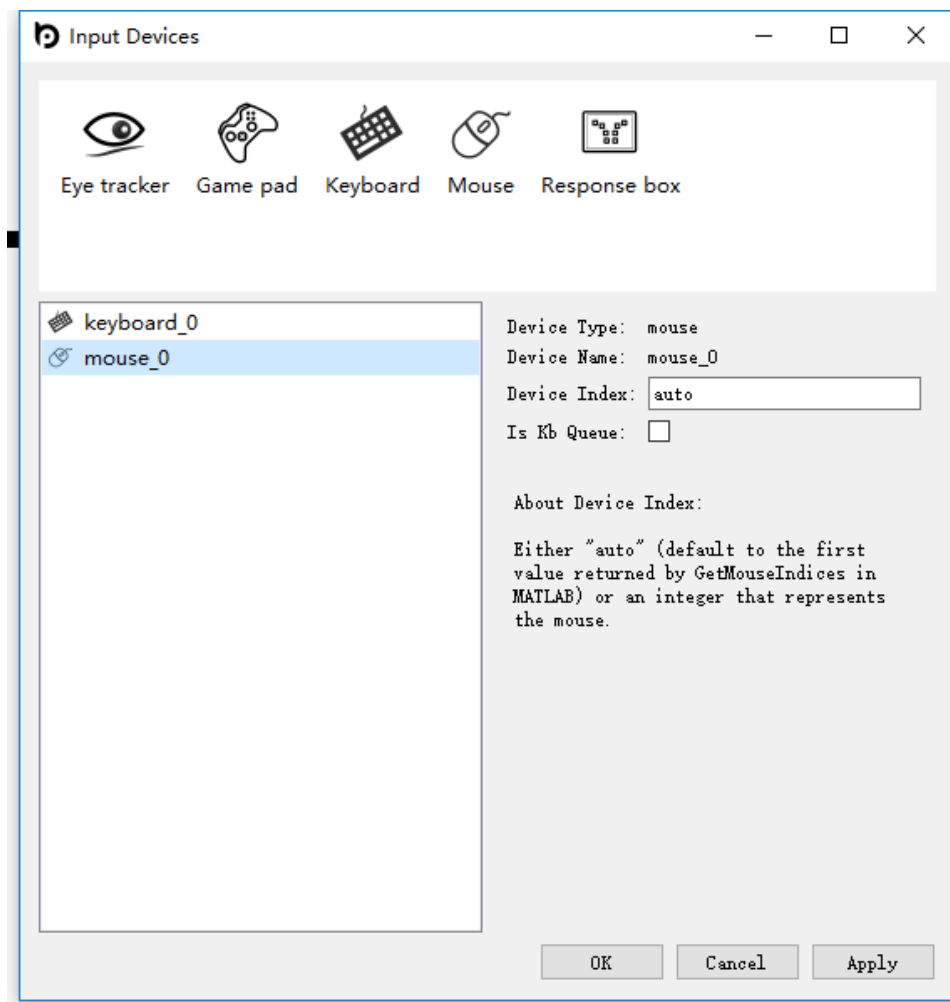 Input Devices
Eye tracker Game pad Keyboard Mouse Response box
keyboard_0
mouse_0
Device Type: mouse
Device Name: mouse_0
Device Index: auto
Is Kb Queue:
About Device Index:
Either "auto" (default to the first
value returned by GetMouseIndices in
MATLAB) or an integer that represents
the mouse.
OK Cancel Apply